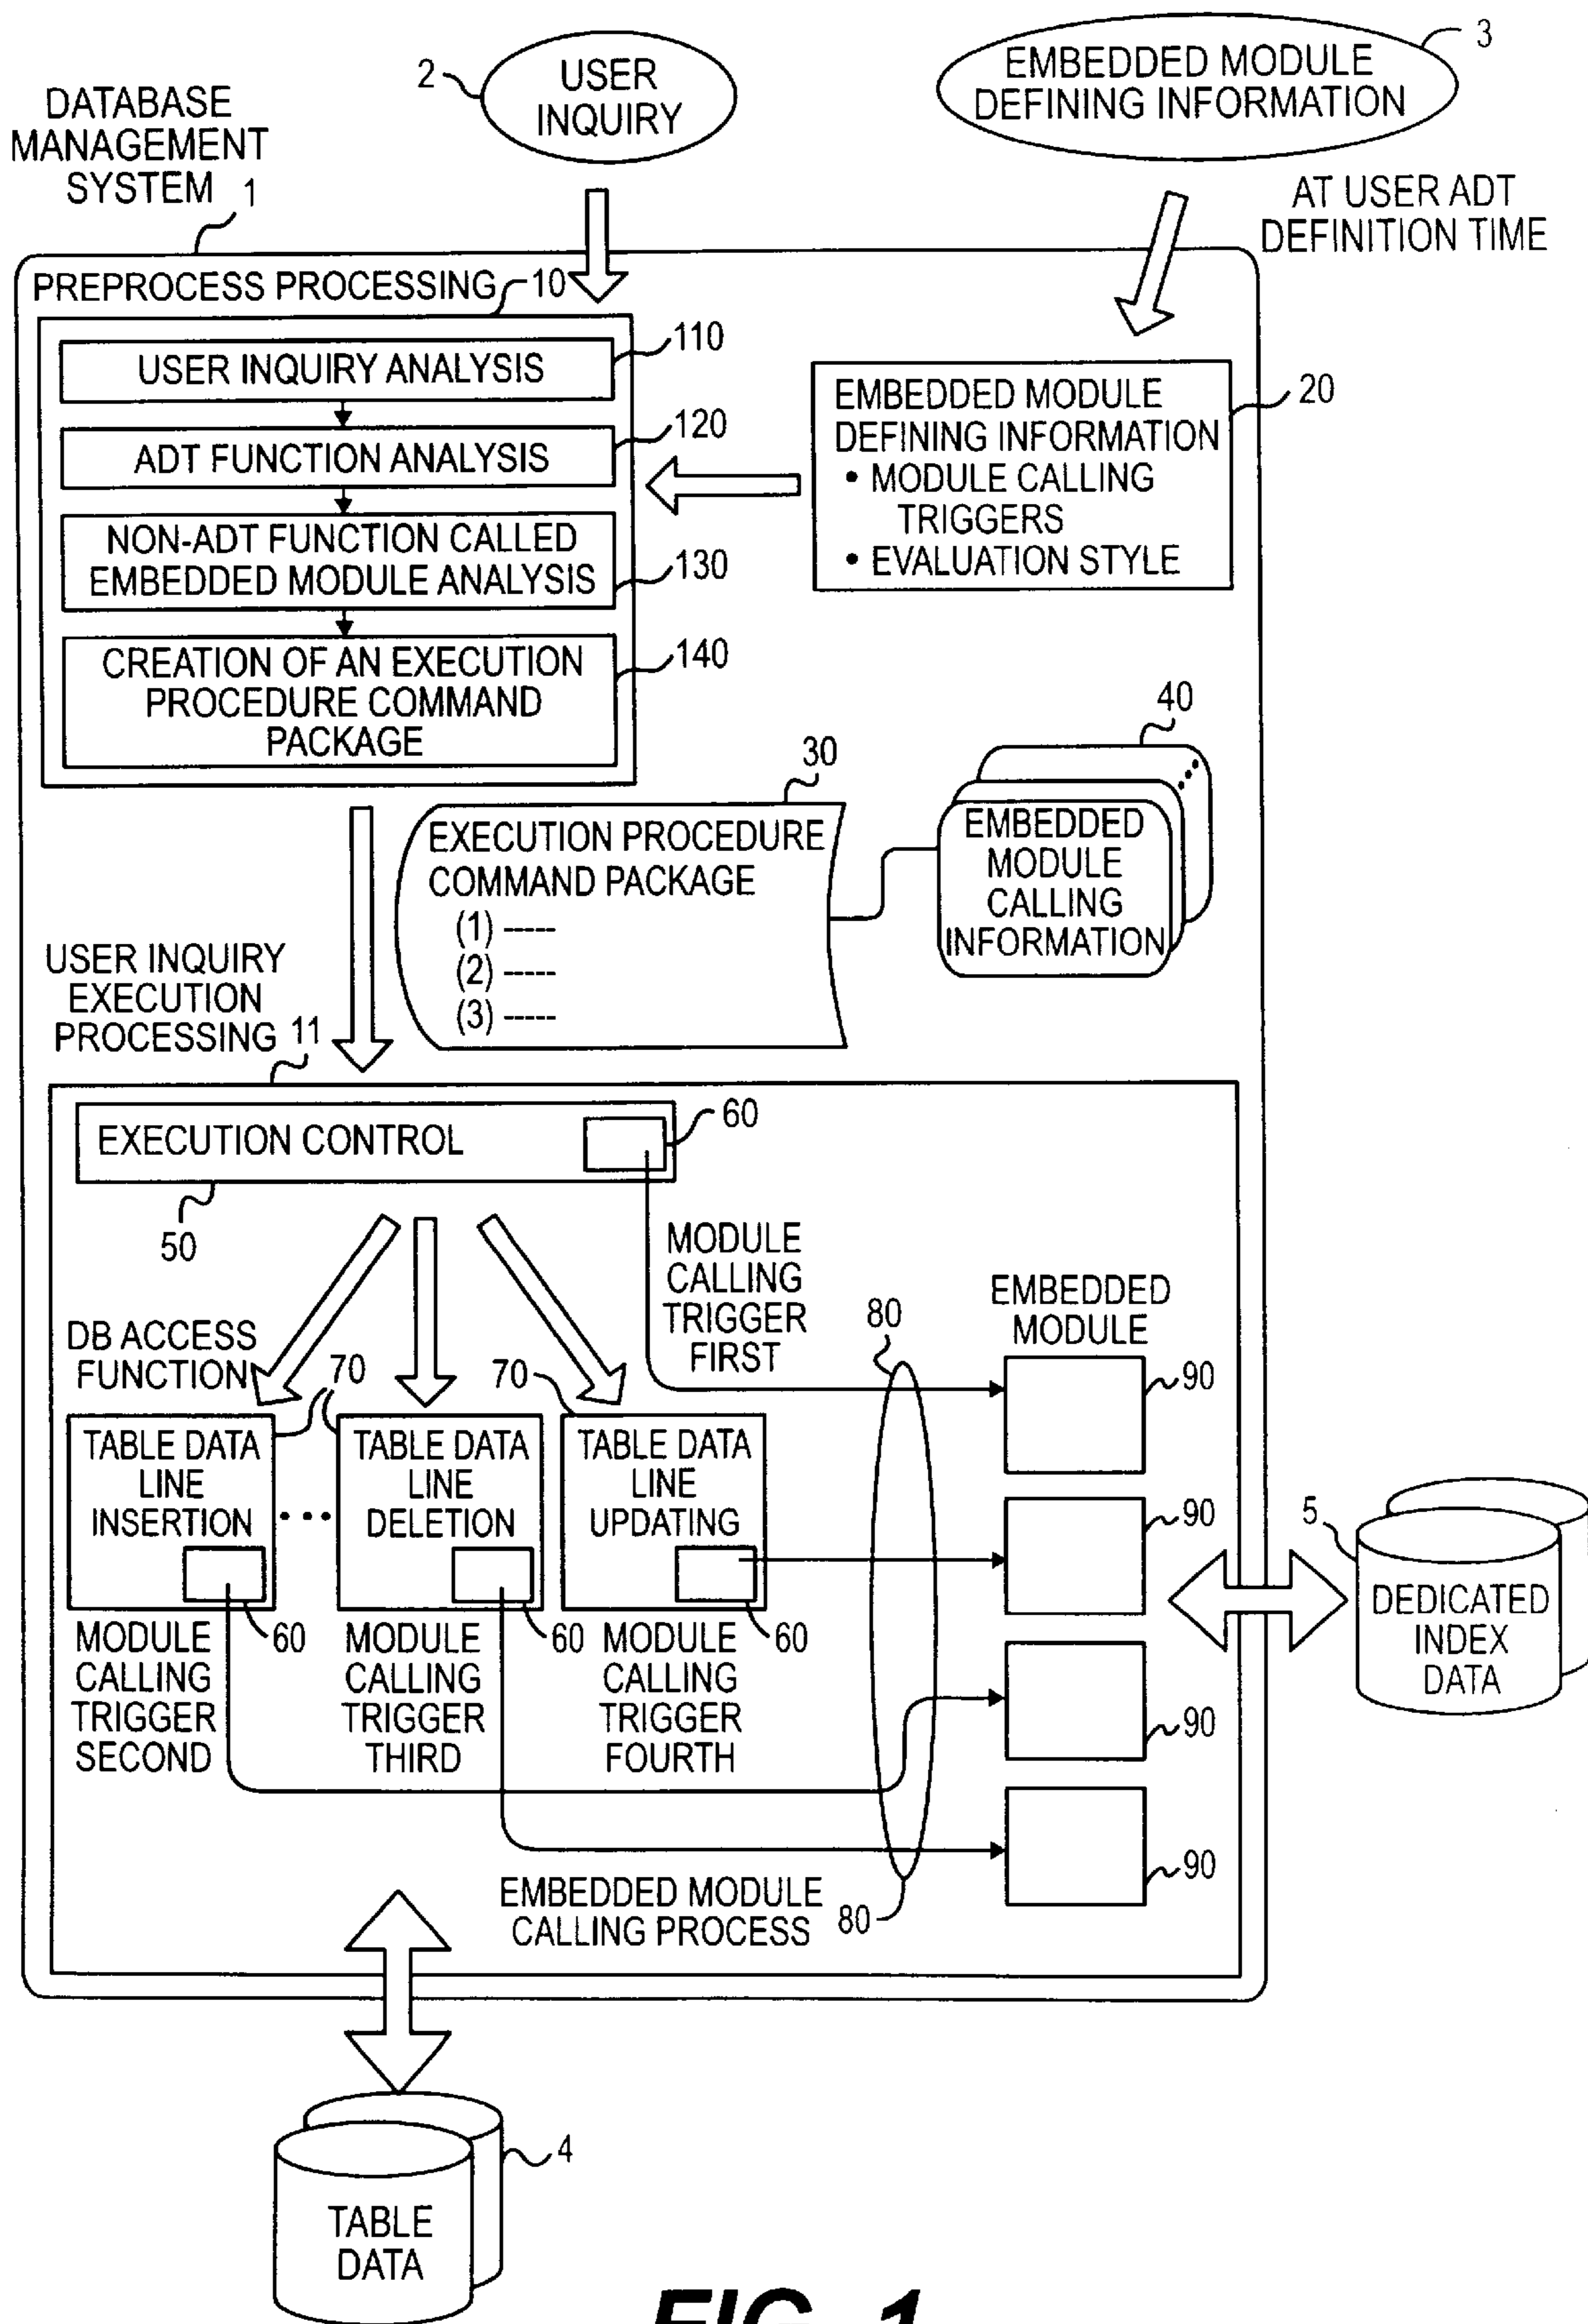 2
USER
INQUIRY
EMBEDDED MODULE
DEFINING INFORMATION
3
DATABASE
MANAGEMENT
SYSTEM
1
AT USER ADT
DEFINITION TIME
PREPROCESS PROCESSING
10
USER INQUIRY ANALYSIS
110
ADT FUNCTION ANALYSIS
120
NON-ADT FUNCTION CALLED
EMBEDDED MODULE ANALYSIS
130
CREATION OF AN EXECUTION
PROCEDURE COMMAND
PACKAGE
140
EMBEDDED MODULE
DEFINING INFORMATION
• MODULE CALLING
TRIGGERS
• EVALUATION STYLE
20
30
EXECUTION PROCEDURE
COMMAND PACKAGE
(1) -----
(2) -----
(3) -----
40
EMBEDDED
MODULE
CALLING
INFORMATION
USER INQUIRY
EXECUTION
PROCESSING
11
EXECUTION CONTROL
60
50
MODULE
CALLING
TRIGGER
FIRST
80
EMBEDDED
MODULE
DB ACCESS
FUNCTION
70
70
90
TABLE DATA
LINE
INSERTION
• • •
TABLE DATA
LINE
DELETION
TABLE DATA
LINE
UPDATING
90
5
DEDICATED
INDEX
DATA
60
60
60
MODULE
CALLING
TRIGGER
SECOND
MODULE
CALLING
TRIGGER
THIRD
MODULE
CALLING
TRIGGER
FOURTH
90
90
EMBEDDED MODULE
CALLING PROCESS
80
4
TABLE
DATA
FIG. 1